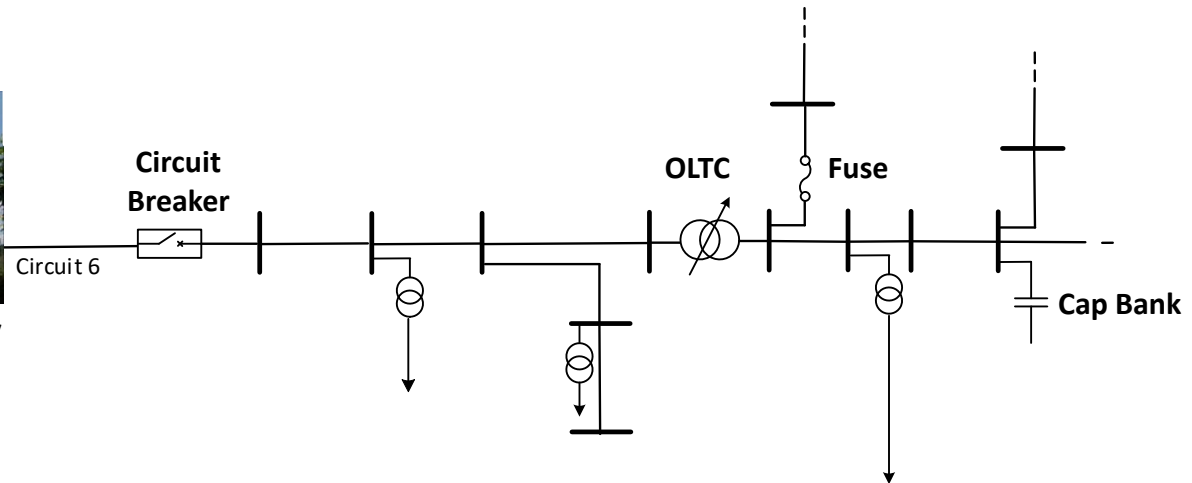 Circuit
Breaker
Circuit 6
OLTC
Fuse
Cap Bank